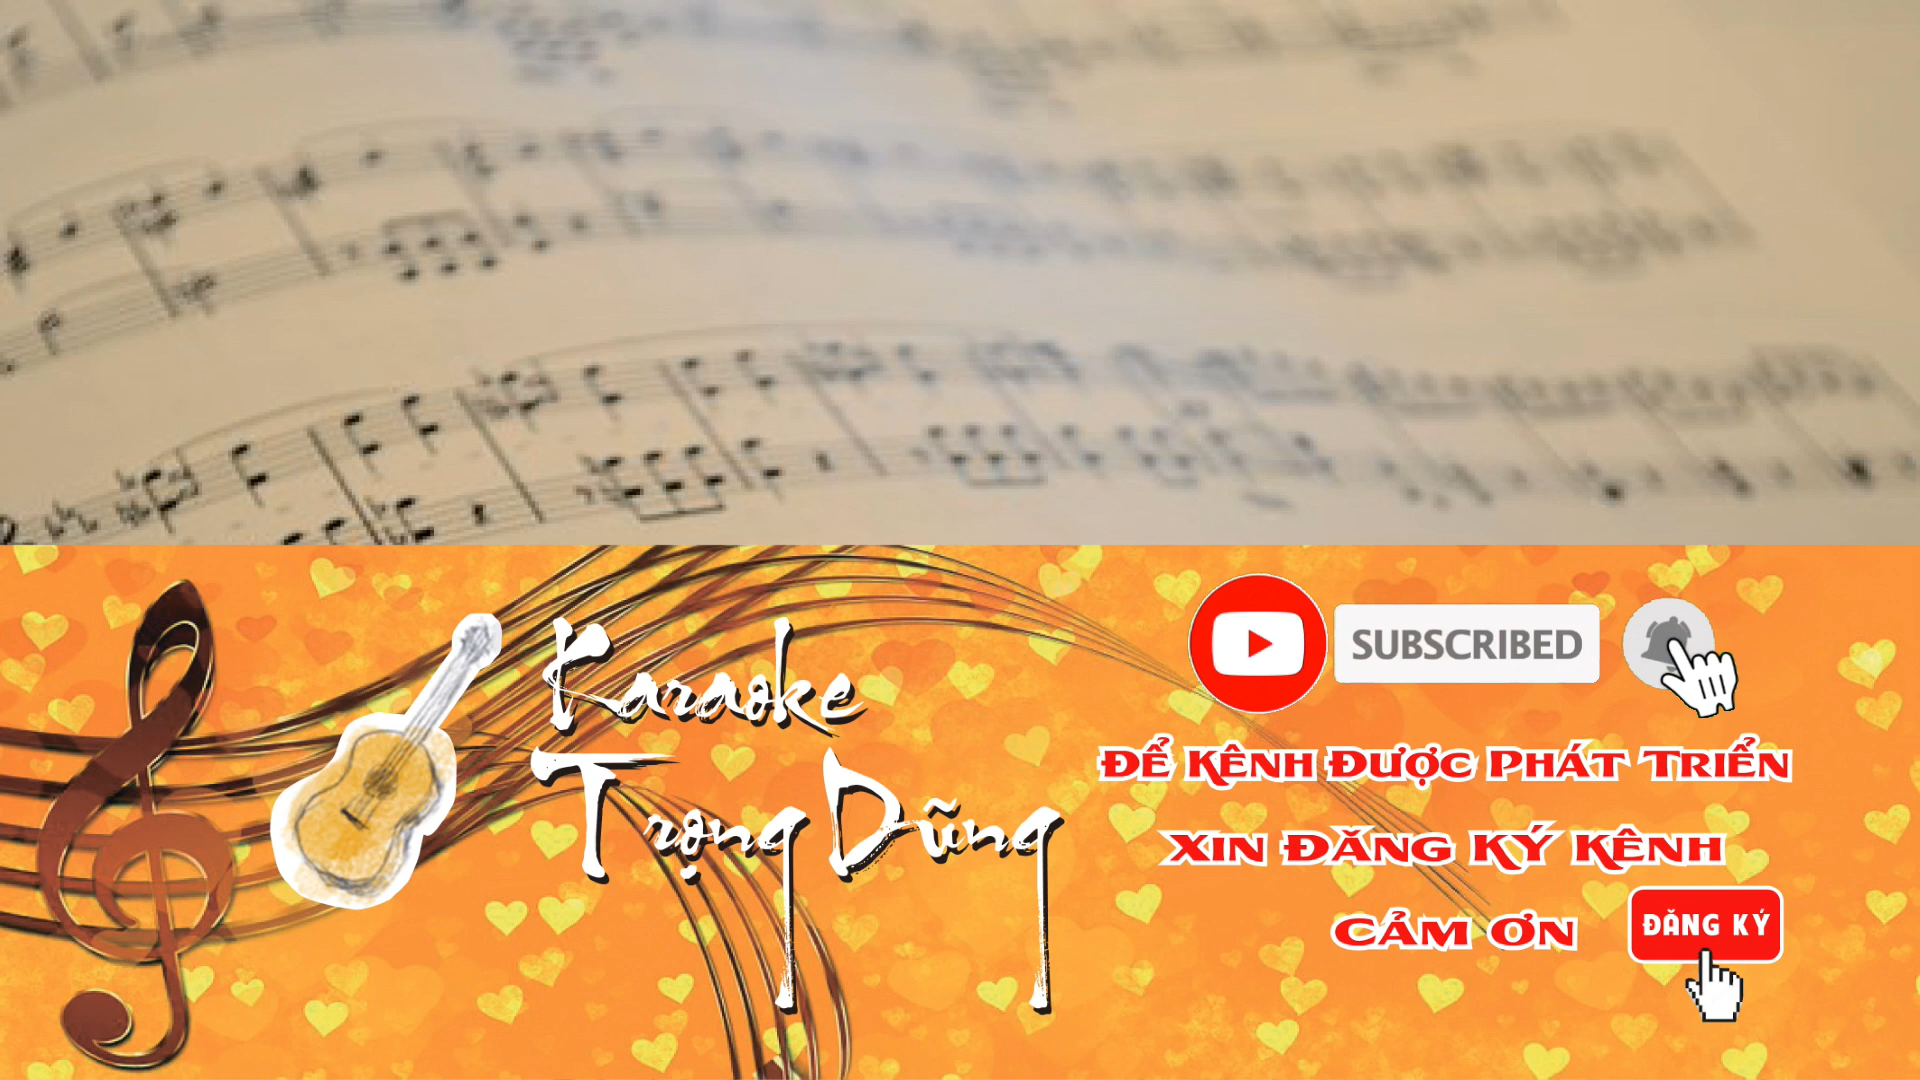 Karaoke
Trọng Dũng
SUBSCRIBED
ĐỂ KÊNH ĐƯỢC PHÁT TRIỂN
XIN ĐĂNG KÝ KÊNH
CẢM ƠN
ĐĂNG KÝ